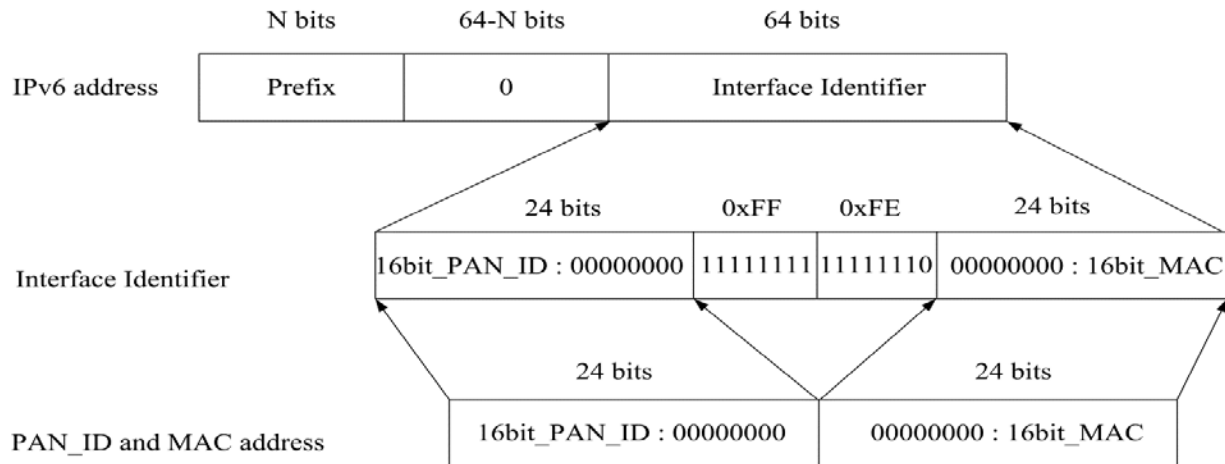 N bits 64-N bits 64 bits
IPv6 address Prefix 0 Interface Identifier
24 bits 0xFF 0xFE 24 bits
Interface Identifier 16bit_PAN_ID : 00000000 11111111 11111110 00000000 : 16bit_MAC
24 bits 24 bits
PAN_ID and MAC address 16bit_PAN_ID : 00000000 00000000 : 16bit_MAC